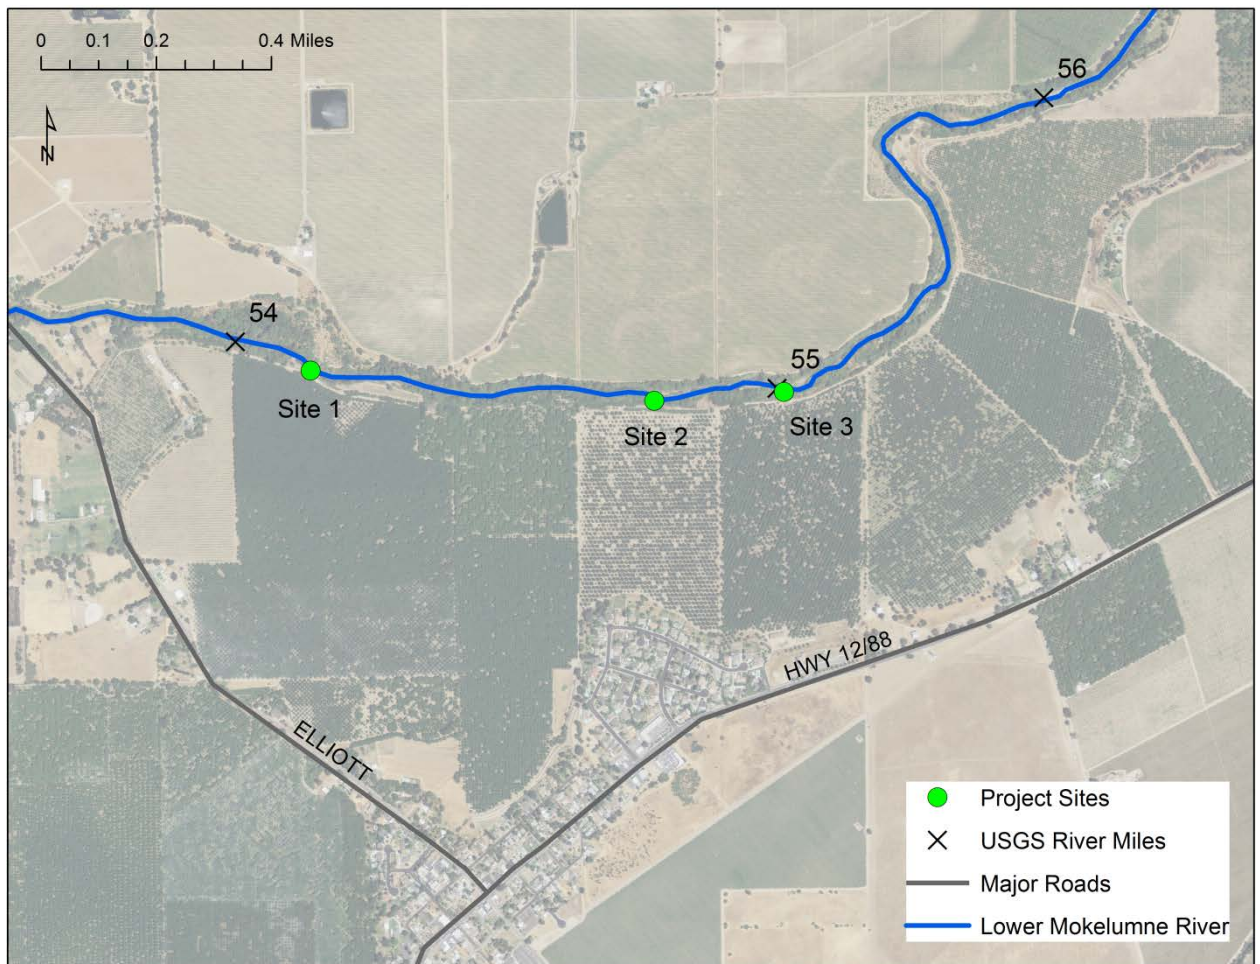 0 0.1 0.2 0.4 Miles
56
N
54
55
Site 1
Site 2
Site 3
HWY 12/88
ELLIOTT
Project Sites
USGS River Miles
Major Roads
Lower Mokelumne River